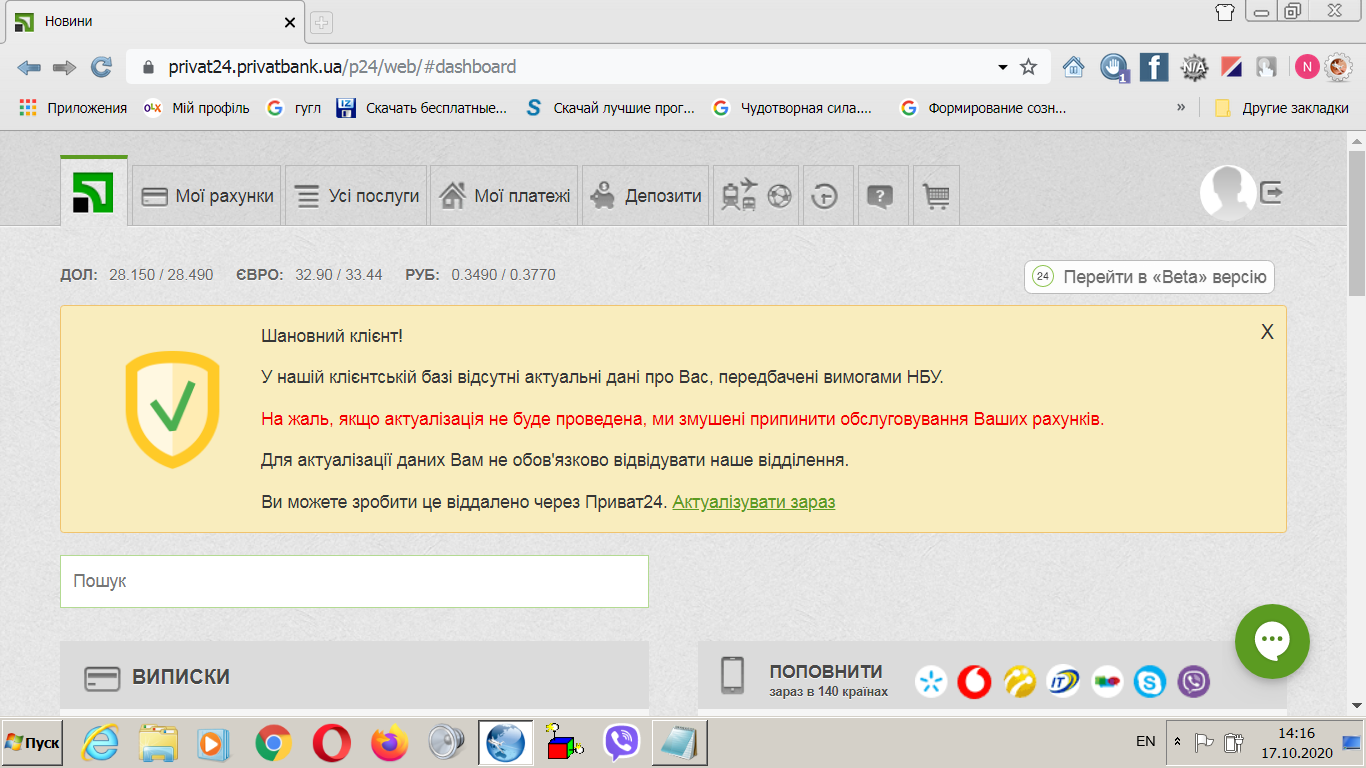 Новини
privat24.privatbank.ua/p24/web/#dashboard
1
N/A
N
Приложения
olx
Мій профіль
гугл
IZ
Скачать бесплатные...
Скачай лучшие прог...
Чудотворная сила....
Формирование созн...
»
Другие закладки
Мої рахунки
Усі послуги
Мої платежі
Депозити
ДОЛ: 28.150 / 28.490 ЄВРО: 32.90 / 33.44 РУБ: 0.3490 / 0.3770
24 Перейти в «Beta» версію
X
Шановний клієнт!
У нашій клієнтській базі відсутні актуальні дані про Вас, передбачені вимогами НБУ.
На жаль, якщо актуалізація не буде проведена, ми змушені припинити обслуговування Ваших рахунків.
Для актуалізації даних Вам не обов'язково відвідувати наше відділення.
Ви можете зробити це віддалено через Приват24. Актуалізувати зараз
Пошук
ВИПИСКИ
ПОПОВНИТИ
зараз в 140 країнах
Пуск
EN
14:16
17.10.2020